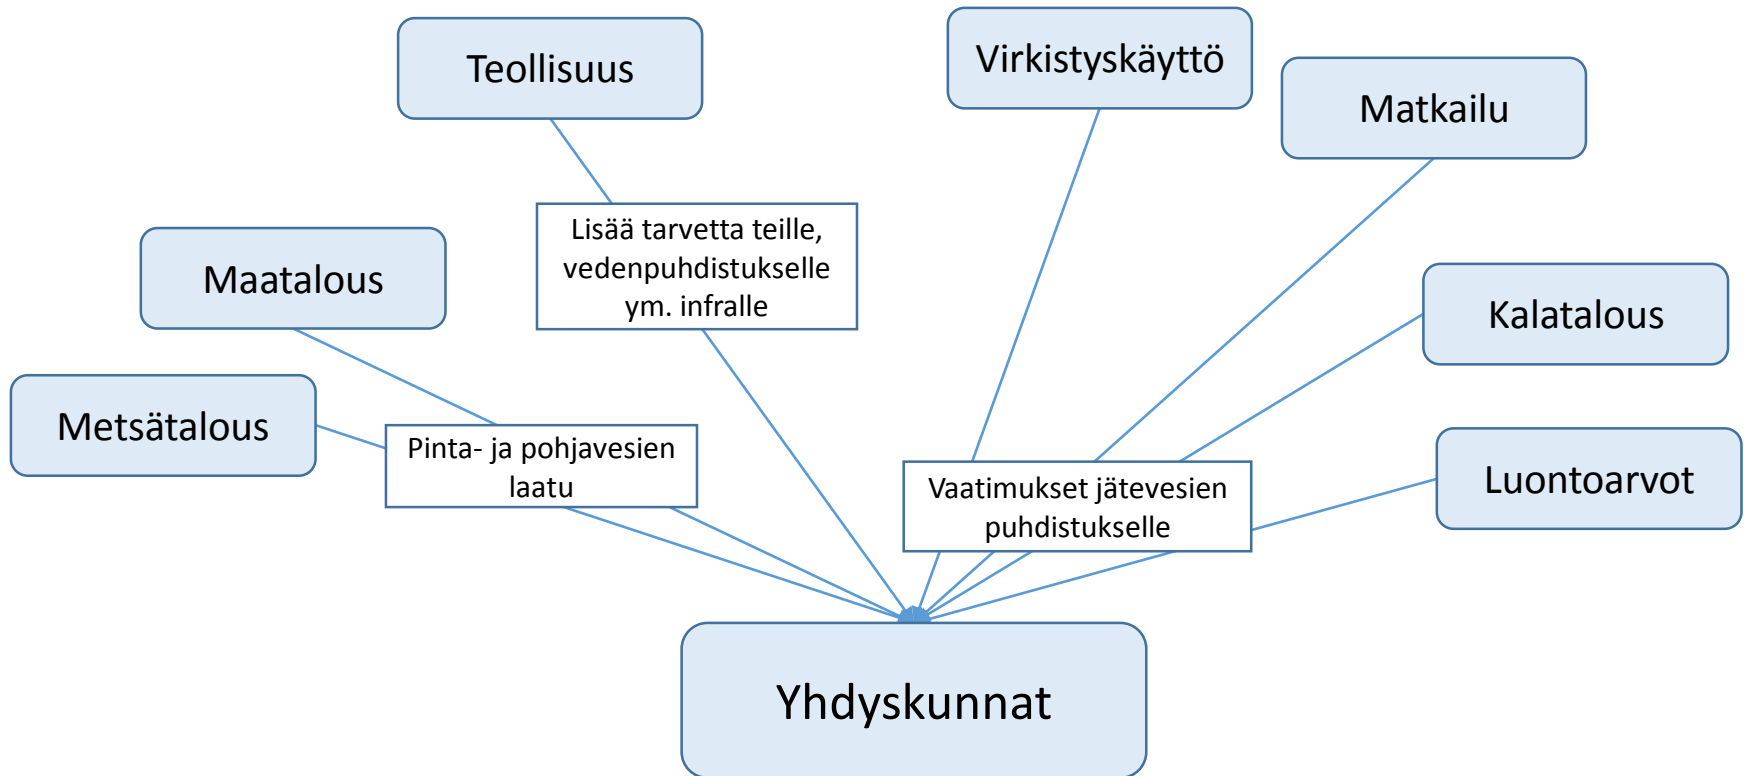 Teollisuus
Virkistyskäyttö
Matkailu
Lisää tarvetta teille,
vedenpuhdistukselle
ym. infralle
Maatalous
Kalatalous
Metsätalous
Pinta- ja pohjavesien
laatu
Vaatimukset jätevesien
puhdistukselle
Luontoarvot
Yhdyskunnat